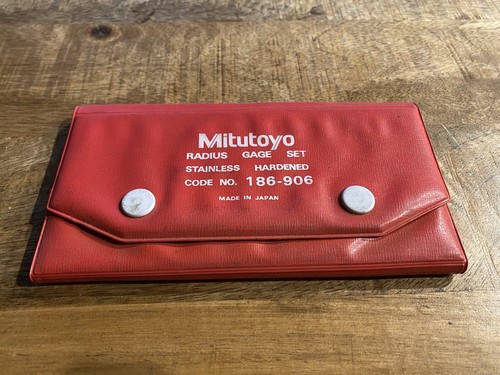 Mitutoyo
RADIUS GAGE SET
STAINLESS HARDENED
CODE NO. 186-906
MADE IN JAPAN